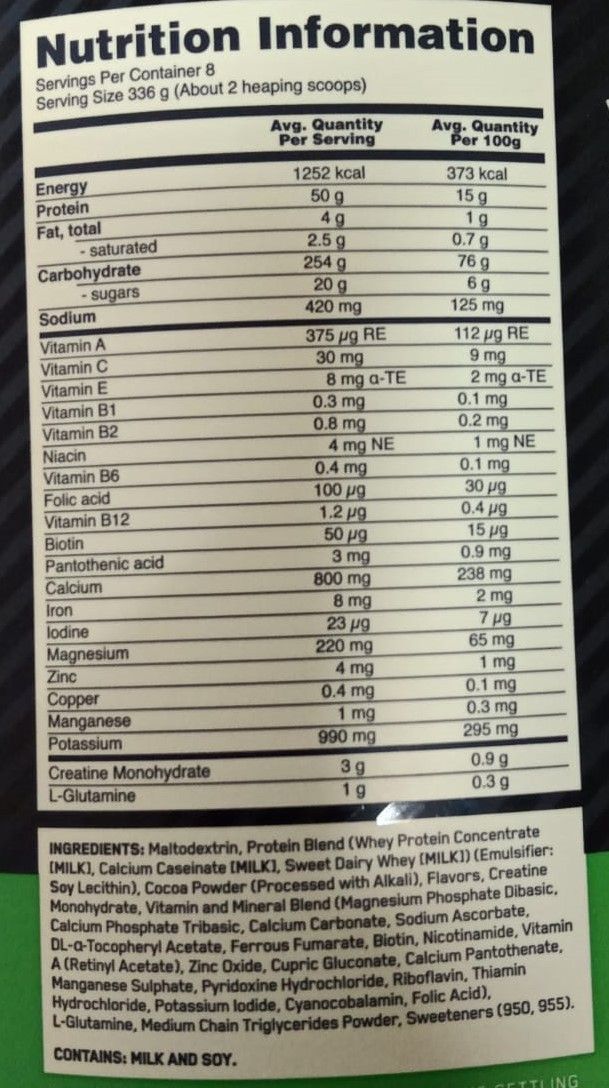 Nutrition Information
Servings Per Container 8
Serving Size 336 g (About 2 heaping scoops)
Avg. Quantity Per Serving Avg. Quantity Per 100g
Energy 1252 kcal 373 kcal
Protein 50 g 15 g
Fat, total 4 g 1 g
- saturated 2.5 g 0.7 g
Carbohydrate 254 g 76 g
- sugars 20 g 6 g
Sodium 420 mg 125 mg
Vitamin A 375 µg RE 112 µg RE
Vitamin C 30 mg 9 mg
Vitamin E 8 mg α-TE 2 mg α-TE
Vitamin B1 0.3 mg 0.1 mg
Vitamin B2 0.8 mg 0.2 mg
Niacin 4 mg NE 1 mg NE
Vitamin B6 0.4 mg 0.1 mg
Folic acid 100 µg 30 µg
Vitamin B12 1.2 µg 0.4 µg
Biotin 50 µg 15 µg
Pantothenic acid 3 mg 0.9 mg
Calcium 800 mg 238 mg
Iron 8 mg 2 mg
Iodine 23 µg 7 µg
Magnesium 220 mg 65 mg
Zinc 4 mg 1 mg
Copper 0.4 mg 0.1 mg
Manganese 1 mg 0.3 mg
Potassium 990 mg 295 mg
Creatine Monohydrate 3 g 0.9 g
L-Glutamine 1 g 0.3 g
INGREDIENTS: Maltodextrin, Protein Blend (Whey Protein Concentrate
[MILK], Calcium Caseinate [MILK], Sweet Dairy Whey [MILK]) (Emulsifier:
Soy Lecithin), Cocoa Powder (Processed with Alkali), Flavors, Creatine
Monohydrate, Vitamin and Mineral Blend (Magnesium Phosphate Dibasic,
Calcium Phosphate Tribasic, Calcium Carbonate, Sodium Ascorbate,
DL-α-Tocopheryl Acetate, Ferrous Fumarate, Biotin, Nicotinamide, Vitamin
A (Retinyl Acetate), Zinc Oxide, Cupric Gluconate, Calcium Pantothenate,
Manganese Sulphate, Pyridoxine Hydrochloride, Riboflavin, Thiamin
Hydrochloride, Potassium Iodide, Cyanocobalamin, Folic Acid),
L-Glutamine, Medium Chain Triglycerides Powder, Sweeteners (950, 955).
CONTAINS: MILK AND SOY.